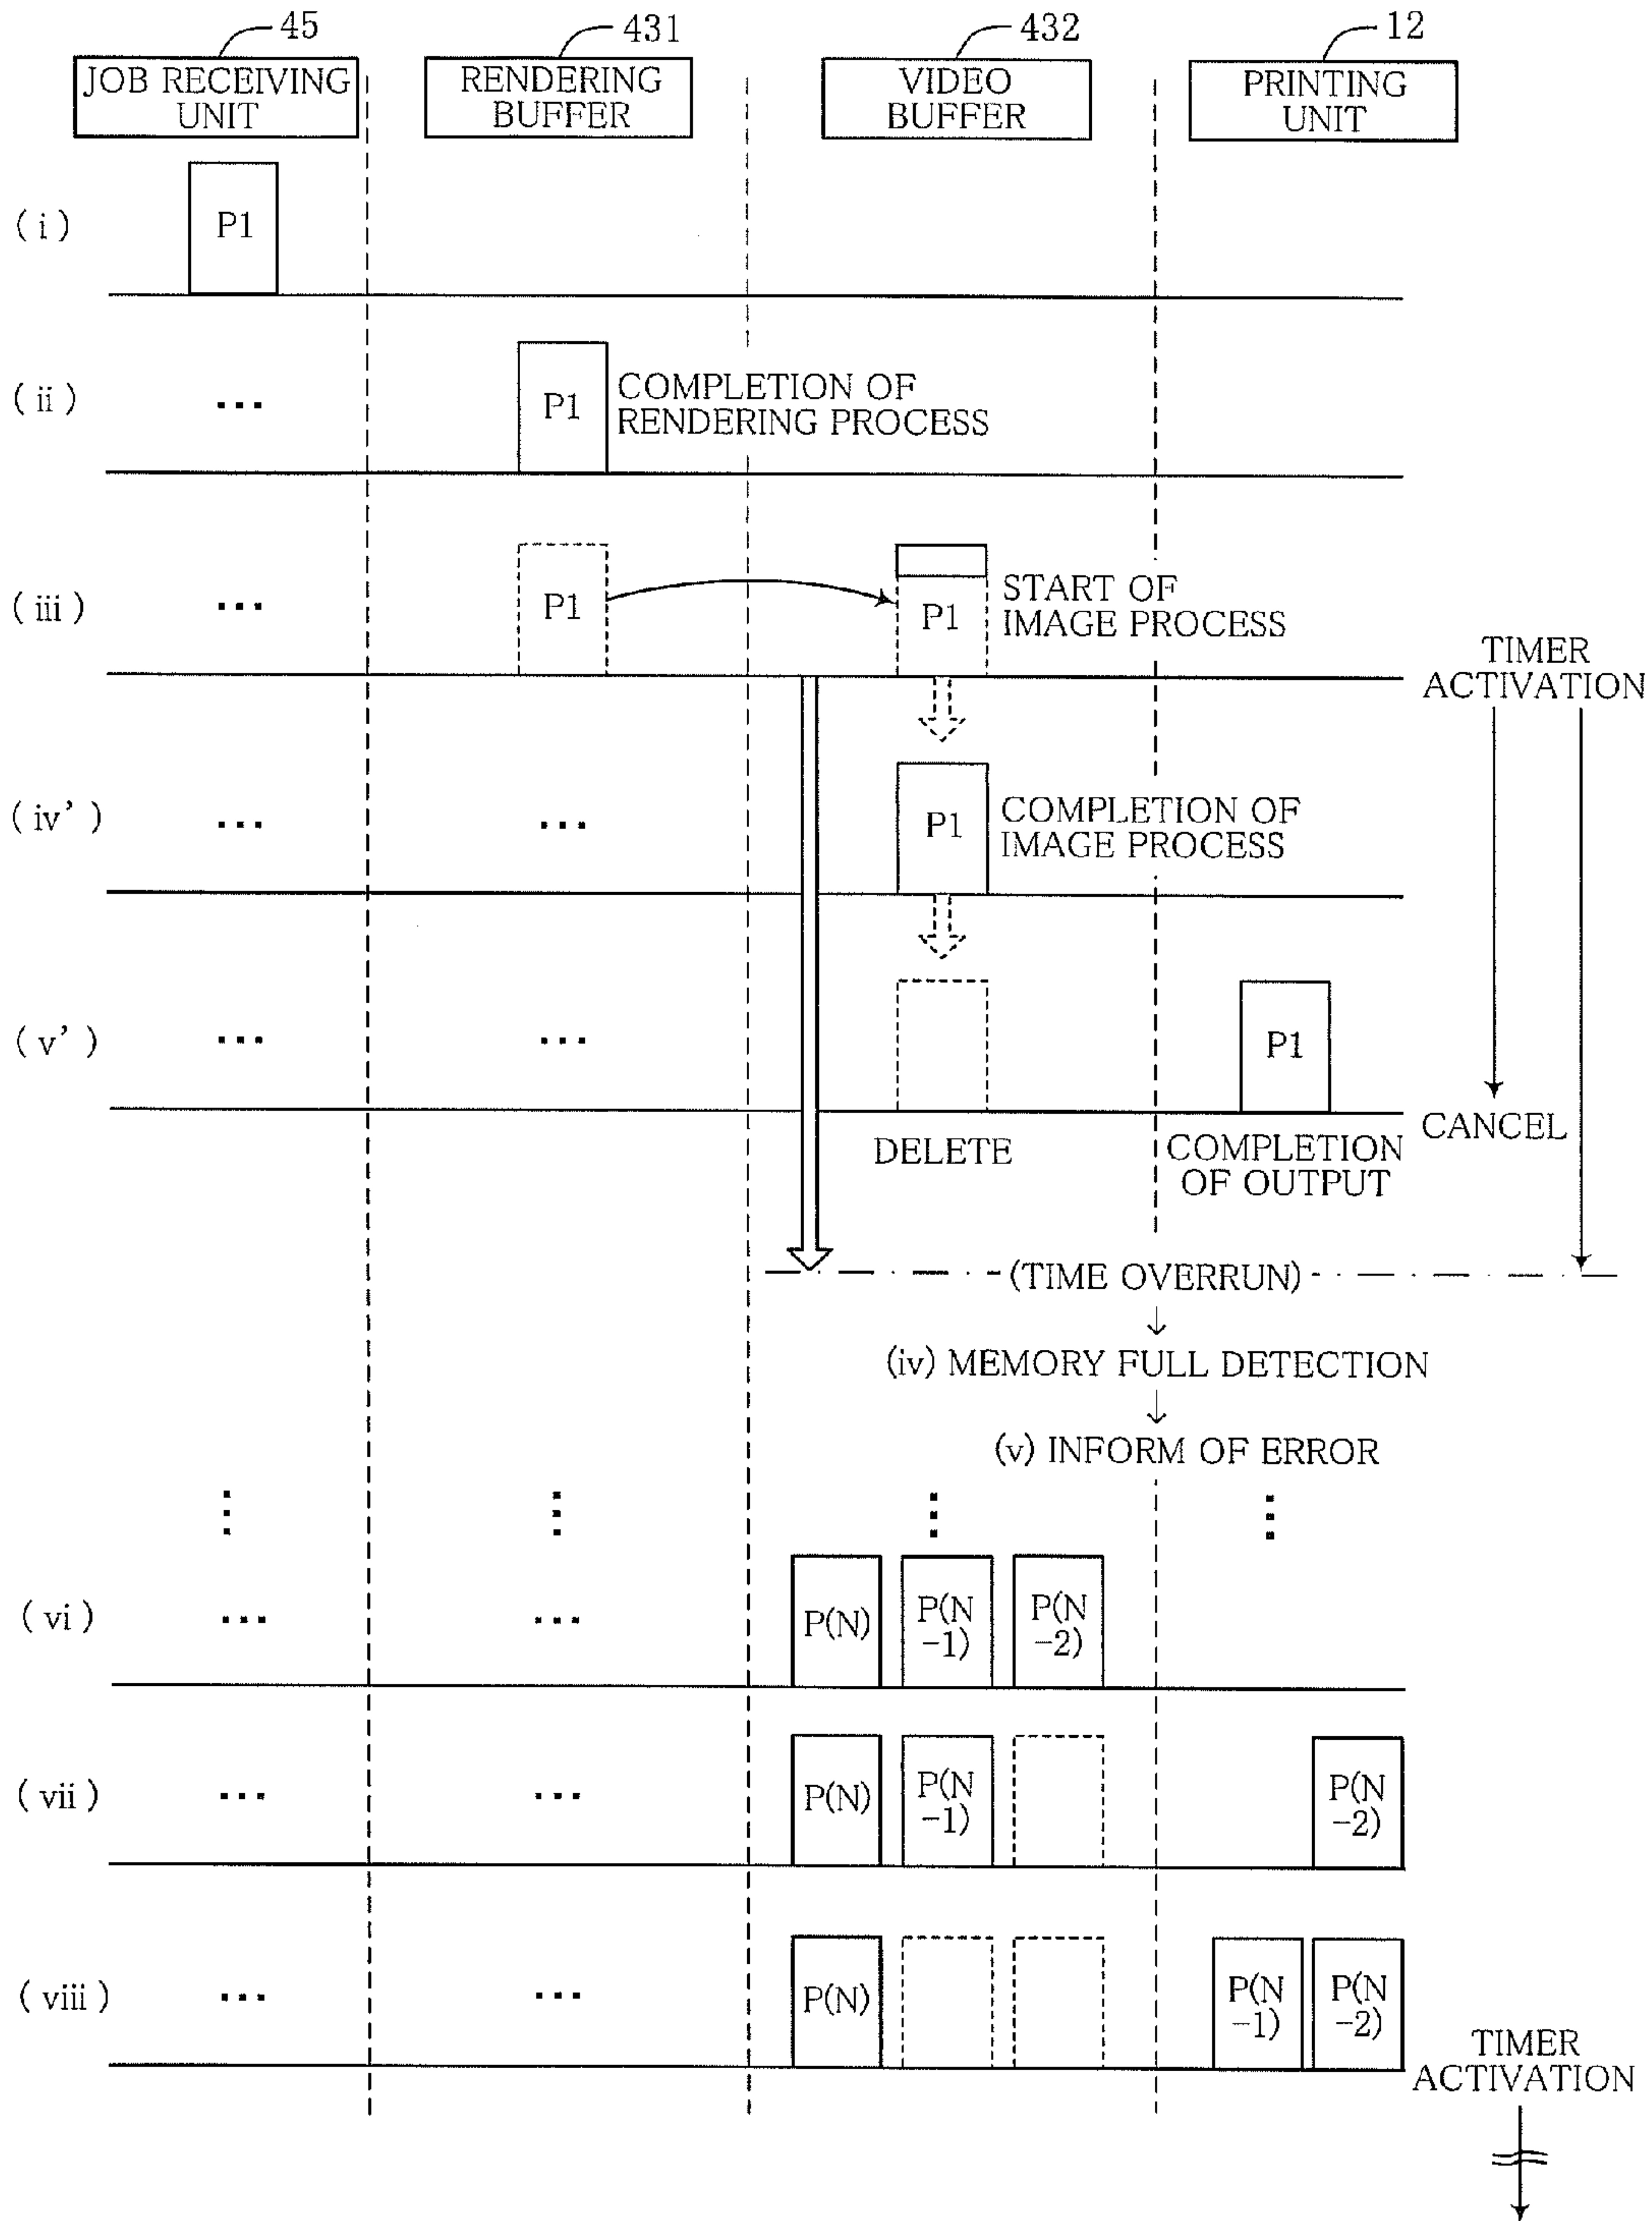 45
431
432
12
JOB RECEIVING
UNIT
RENDERING
BUFFER
VIDEO
BUFFER
PRINTING
UNIT
(i)
P1
(ii)
...
P1
COMPLETION OF
RENDERING PROCESS
(iii)
...
P1
P1
START OF
IMAGE PROCESS
TIMER
ACTIVATION
(iv')
...
...
P1
COMPLETION OF
IMAGE PROCESS
(v')
...
...
P1
DELETE
COMPLETION
OF OUTPUT
CANCEL
(TIME OVERRUN)
(iv) MEMORY FULL DETECTION
(v) INFORM OF ERROR
(vi)
...
...
P(N)
P(N
-1)
P(N
-2)
(vii)
...
...
P(N)
P(N
-1)
P(N
-2)
(viii)
...
...
P(N)
P(N
-1)
P(N
-2)
TIMER
ACTIVATION